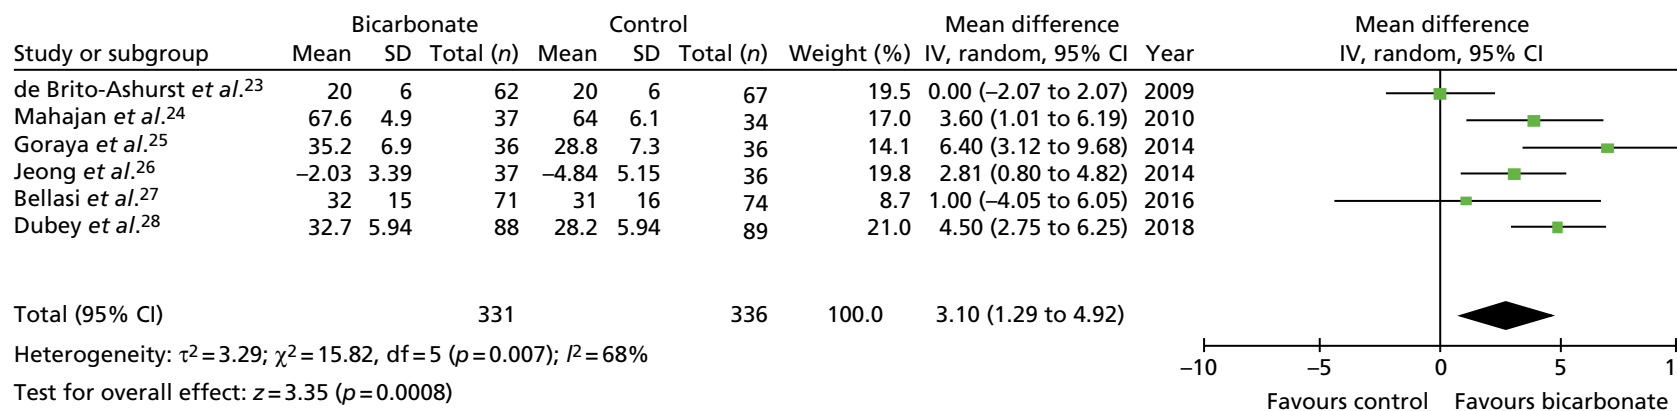 Bicarbonate Control Mean difference Mean difference
Study or subgroup Mean SD Total (n) Mean SD Total (n) Weight (%) IV, random, 95% CI Year IV, random, 95% CI
de Brito-Ashurst et al.23 20 6 62 20 6 67 19.5 0.00 (–2.07 to 2.07) 2009
Mahajan et al.24 67.6 4.9 37 64 6.1 34 17.0 3.60 (1.01 to 6.19) 2010
Goraya et al.25 35.2 6.9 36 28.8 7.3 36 14.1 6.40 (3.12 to 9.68) 2014
Jeong et al.26 –2.03 3.39 37 –4.84 5.15 36 19.8 2.81 (0.80 to 4.82) 2014
Bellasi et al.27 32 15 71 31 16 74 8.7 1.00 (–4.05 to 6.05) 2016
Dubey et al.28 32.7 5.94 88 28.2 5.94 89 21.0 4.50 (2.75 to 6.25) 2018
Total (95% CI) 331 336 100.0 3.10 (1.29 to 4.92)
Heterogeneity: τ2=3.29; χ2=15.82, df=5 (p=0.007); I2=68%
–10 –5 0 5 1
Test for overall effect: z=3.35 (p=0.0008)
Favours control Favours bicarbonate